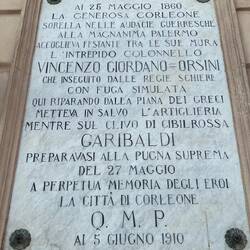 AI 25 MAGGIO 1860
LA GENEROSA CORLEONE
SORELLA NELLE AUDACIE GUERRESCHE
ALLA MAGNANIMA PALERMO
ACCOGLIEVA FESTANTE TRA LE SUE MURA
L'INTREPIDO COLONNELLO
VINCENZO GIORDANO=ORSINI
CHE INSEGUITO DALLE REGIE SCHIERE
CON FUGA SIMULATA
QUI RIPARANDO DALLA PIANA DEI GRECI
METTEVA IN SALVO L'ARTIGLIERIA
MENTRE SUL CLIVO DI GIBILROSSA
GARIBALDI
PREPARAVASI ALLA PUGNA SUPREMA
DEL 27 MAGGIO
A PERPETUA MEMORIA DEGLI EROI
LA CITTÀ DI CORLEONE
Q. M. P.
AI 5 GIUGNO 1910